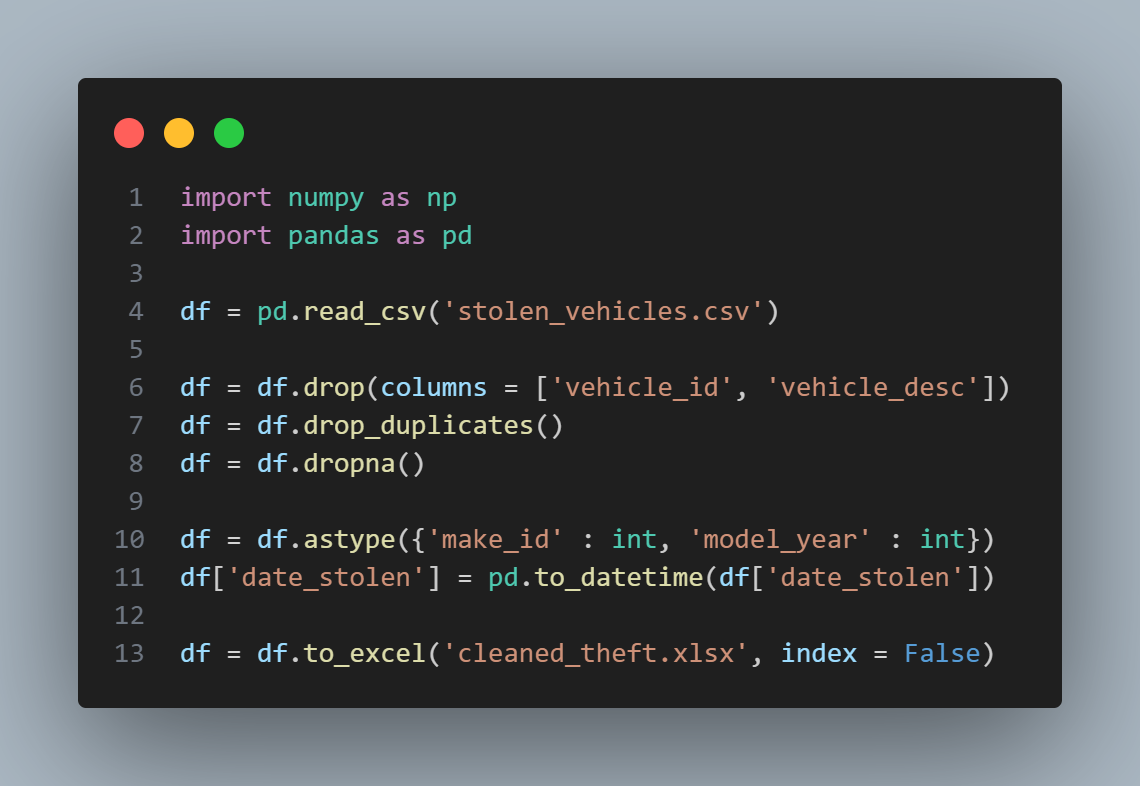 1 import numpy as np
2 import pandas as pd
3
4 df = pd.read_csv('stolen_vehicles.csv')
5
6 df = df.drop(columns = ['vehicle_id', 'vehicle_desc'])
7 df = df.drop_duplicates()
8 df = df.dropna()
9
10 df = df.astype({'make_id' : int, 'model_year' : int})
11 df['date_stolen'] = pd.to_datetime(df['date_stolen'])
12
13 df = df.to_excel('cleaned_theft.xlsx', index = False)